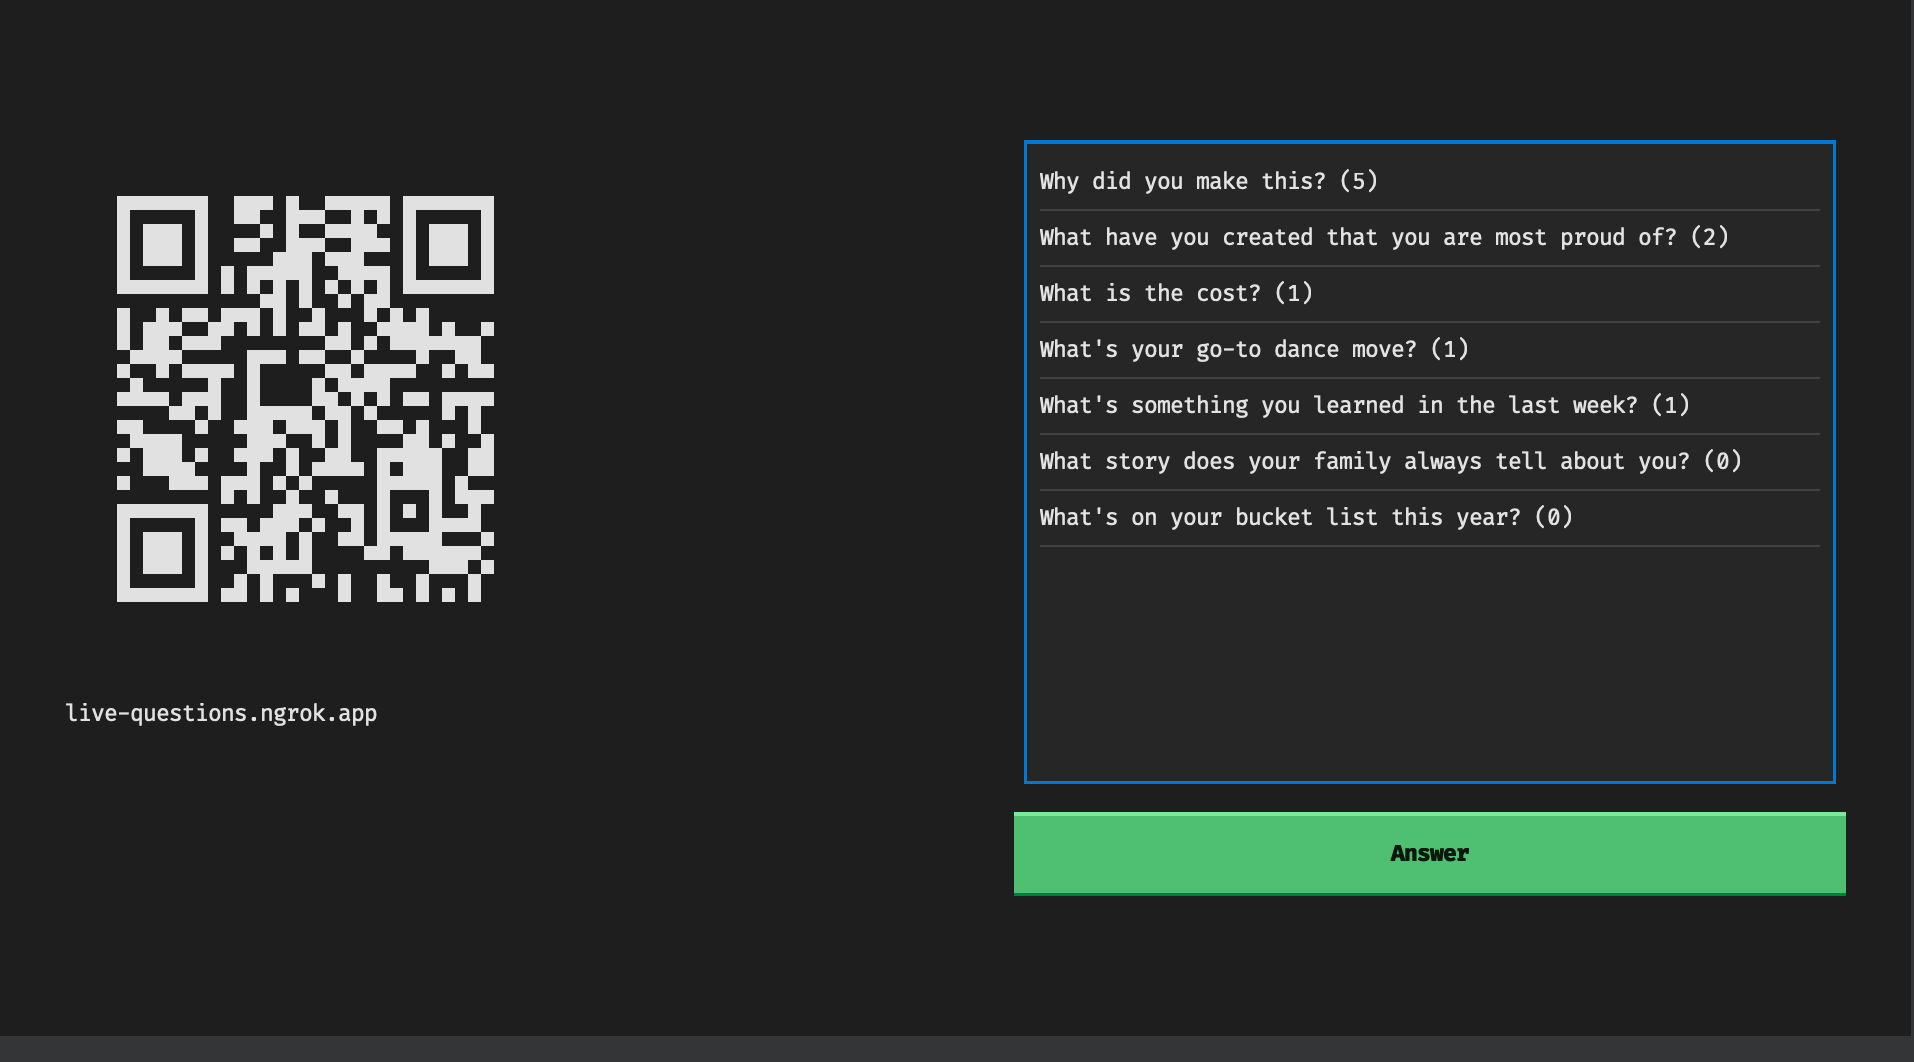 Why did you make this? (5)
What have you created that you are most proud of? (2)
What is the cost? (1)
What's your go-to dance move? (1)
What's something you learned in the last week? (1)
What story does your family always tell about you? (0)
What's on your bucket list this year? (0)
live-questions.ngrok.app
Answer